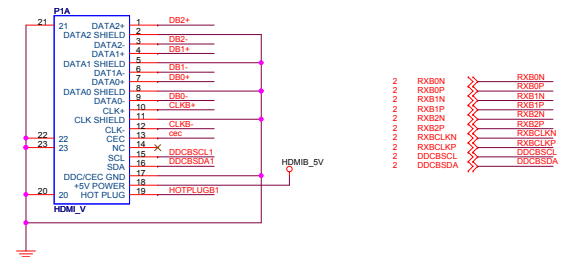 P1A
21 21 DATA2+ 1 DB2+
DATA2 SHIELD 2
DATA2- 3 DB2-
DATA1+ 4 DB1+
DATA1 SHIELD 5
DATA1A- 6 DB1-
DATA0+ 7 DB0+
DATA0 SHIELD 8
DATA0- 9 DB0-
CLK+ 10 CLKB+
CLK SHIELD 11
CLK- 12 CLKB-
22 22 CEC 13 cec
23 23 NC 14
SCL 15 DDCBSCL1
SDA 16 DDCBSDA1
DDC/CEC GND 17
+5V POWER 18 HDMIB_5V
20 20 HOT PLUG 19 HOTPLUGB1
HDMI_V
2 RXB0N RXB0N
2 RXB0P RXB0P
2 RXB1N RXB1N
2 RXB1P RXB1P
2 RXB2N RXB2N
2 RXB2P RXB2P
2 RXBCLKN RXBCLKN
2 RXBCLKP RXBCLKP
2 DDCBSCL DDCBSCL
2 DDCBSDA DDCBSDA